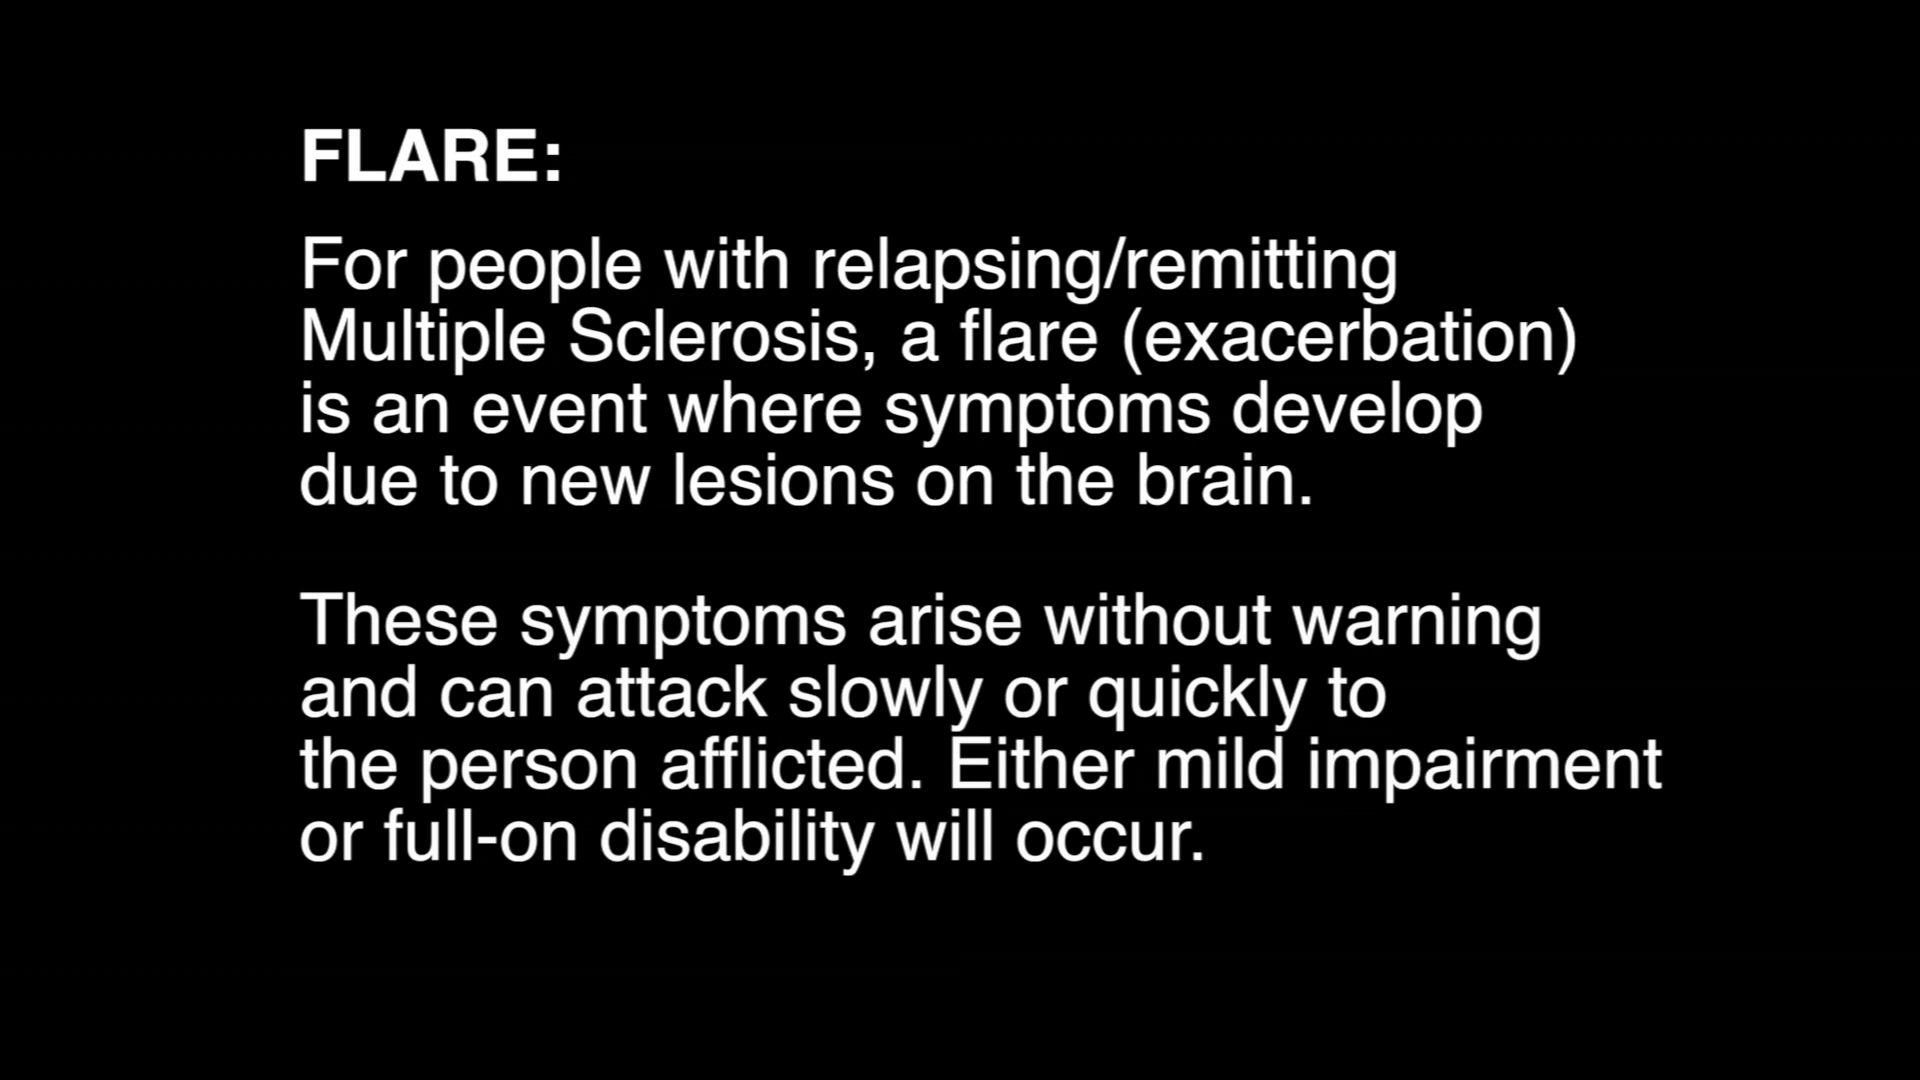 FLARE:
For people with relapsing/remitting
Multiple Sclerosis, a flare (exacerbation)
is an event where symptoms develop
due to new lesions on the brain.
These symptoms arise without warning
and can attack slowly or quickly to
the person afflicted. Either mild impairment
or full-on disability will occur.